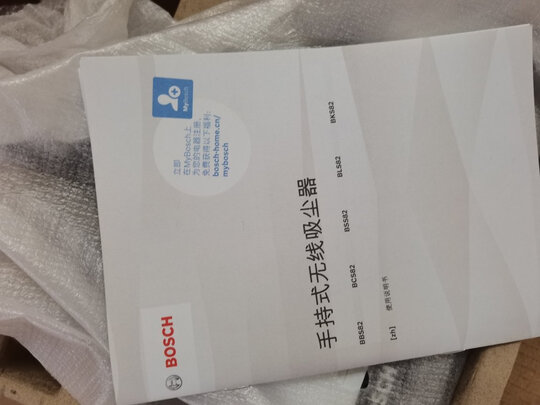 MyBosch
立即
在MyBosch上
为您的电器注册,
免费获得以下福利:
bosch-home.cn/
mybosch
手持式无线吸尘器
BBS82 BCS82 BSS82 BLS82 BKS82
[zh] 使用说明书
BOSCH